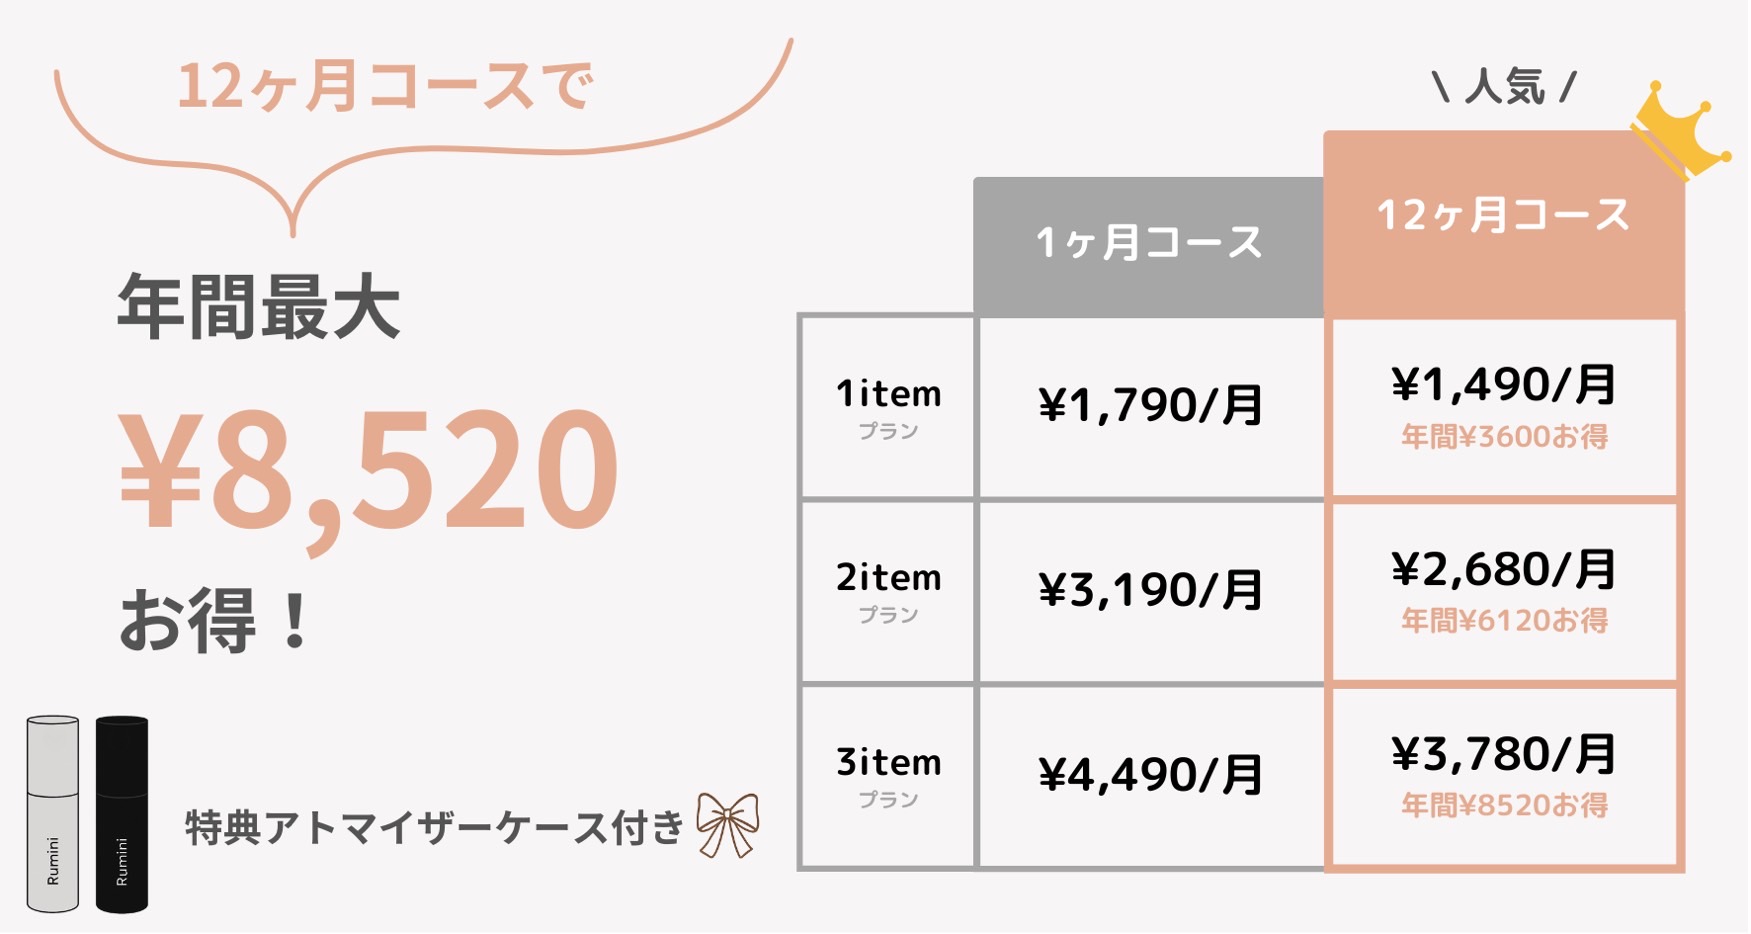 12ヶ月コースで
年間最大
¥8,520
お得！
Rumini
Rumini
特典アトマイザーケース付き
\ 人気 /
1ヶ月コース
12ヶ月コース
1item
プラン
¥1,790/月
¥1,490/月
年間¥3600お得
2item
プラン
¥3,190/月
¥2,680/月
年間¥6120お得
3item
プラン
¥4,490/月
¥3,780/月
年間¥8520お得